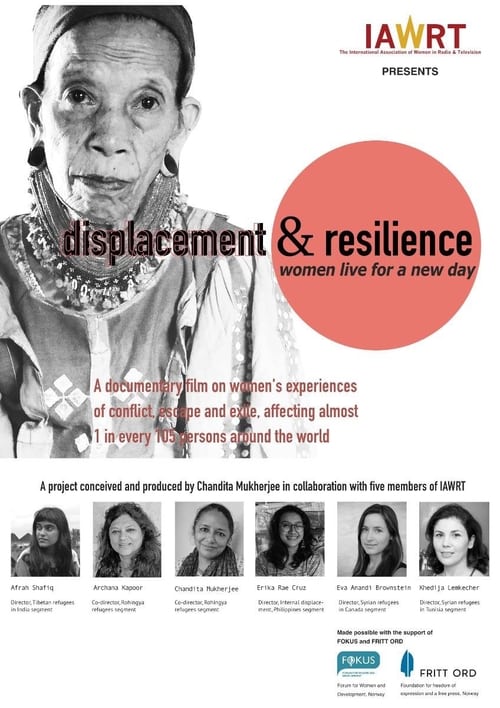 IAWRT
The International Association of Women in Radio & Television
PRESENTS
displacement & resilience
women live for a new day
A documentary film on women's experiences
of conflict, escape and exile, affecting almost
1 in every 105 persons around the world
A project conceived and produced by Chandita Mukherjee in collaboration with five members of IAWRT
Afrah Shafiq
Director, Tibetan refugees
in India segment
Archana Kapoor
Co-director, Rohingya
refugees segment
Chandita Mukherjee
Co-director, Rohingya
refugees segment
Erika Rae Cruz
Director, Internal displace-
ment, Philippines segment
Eva Anandi Brownstein
Director, Syrian refugees
in Canada segment
Khedija Lemkecher
Director, Syrian refugees
in Tunisia segment
Made possible with the support of
FOKUS and FRITT ORD
FOKUS
Forum for Women and
Development, Norway
FRITT ORD
Foundation for freedom of
expression and a free press, Norway